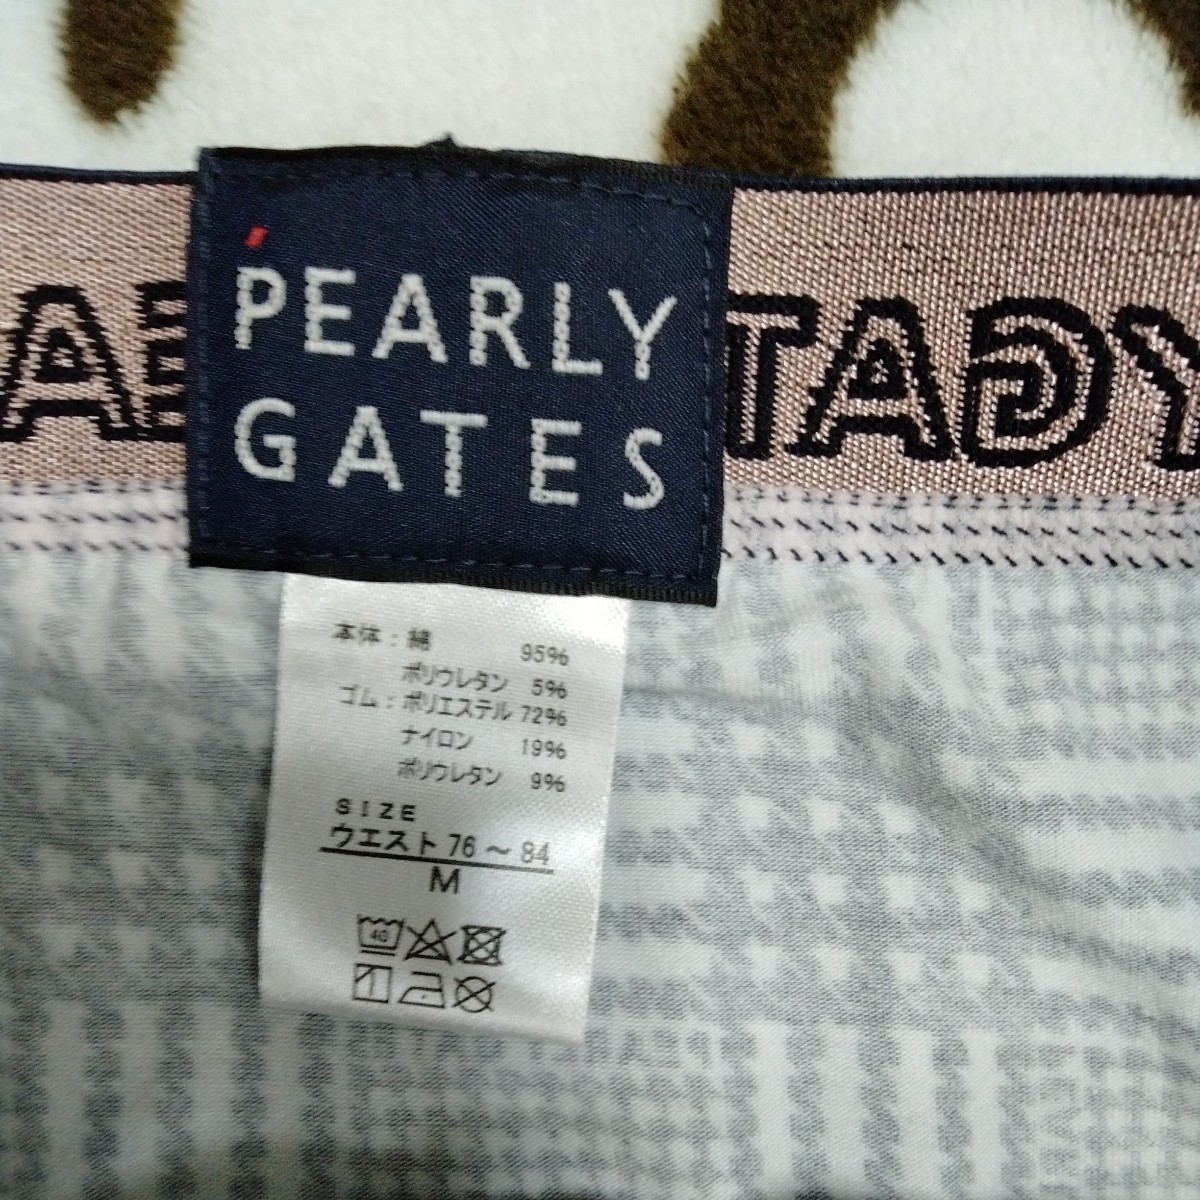 PEARLY
GATES
本体：綿 95%
ポリウレタン 5%
ゴム：ポリエステル 72%
ナイロン 19%
ポリウレタン 9%
SIZE
ウエスト 76～84
M
40